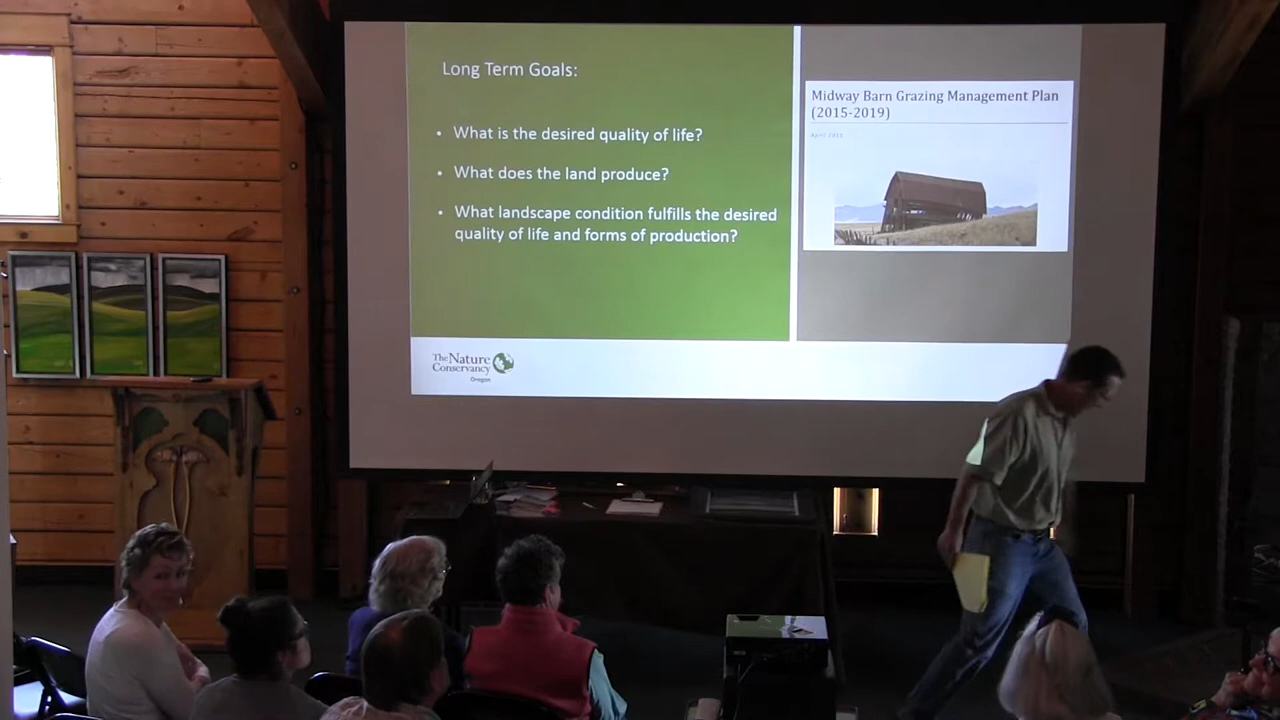 Long Term Goals:
• What is the desired quality of life?
• What does the land produce?
• What landscape condition fulfills the desired
quality of life and forms of production?
Midway Barn Grazing Management Plan
(2015-2019)
The Nature
Conservancy
Oregon